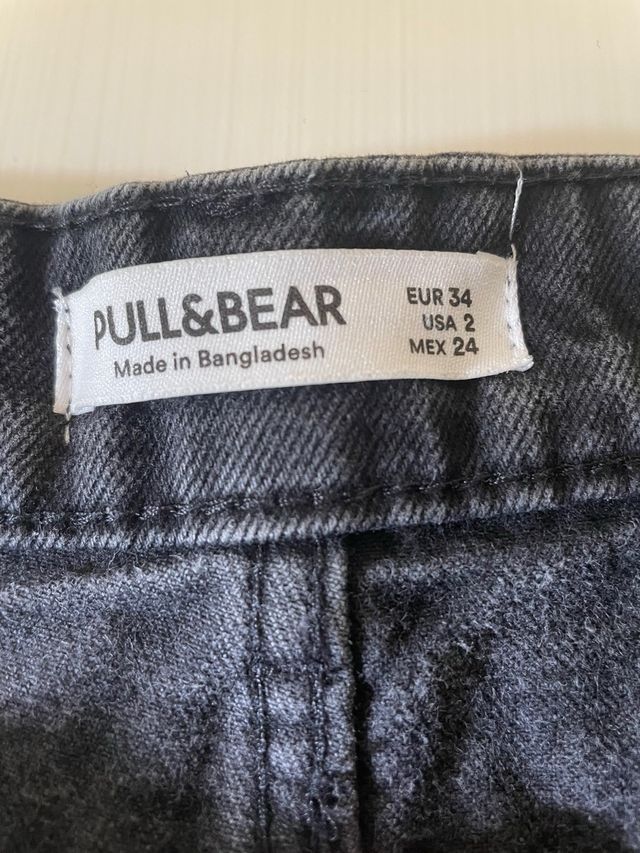 PULL&BEAR
Made in Bangladesh
EUR 34
USA 2
MEX 24